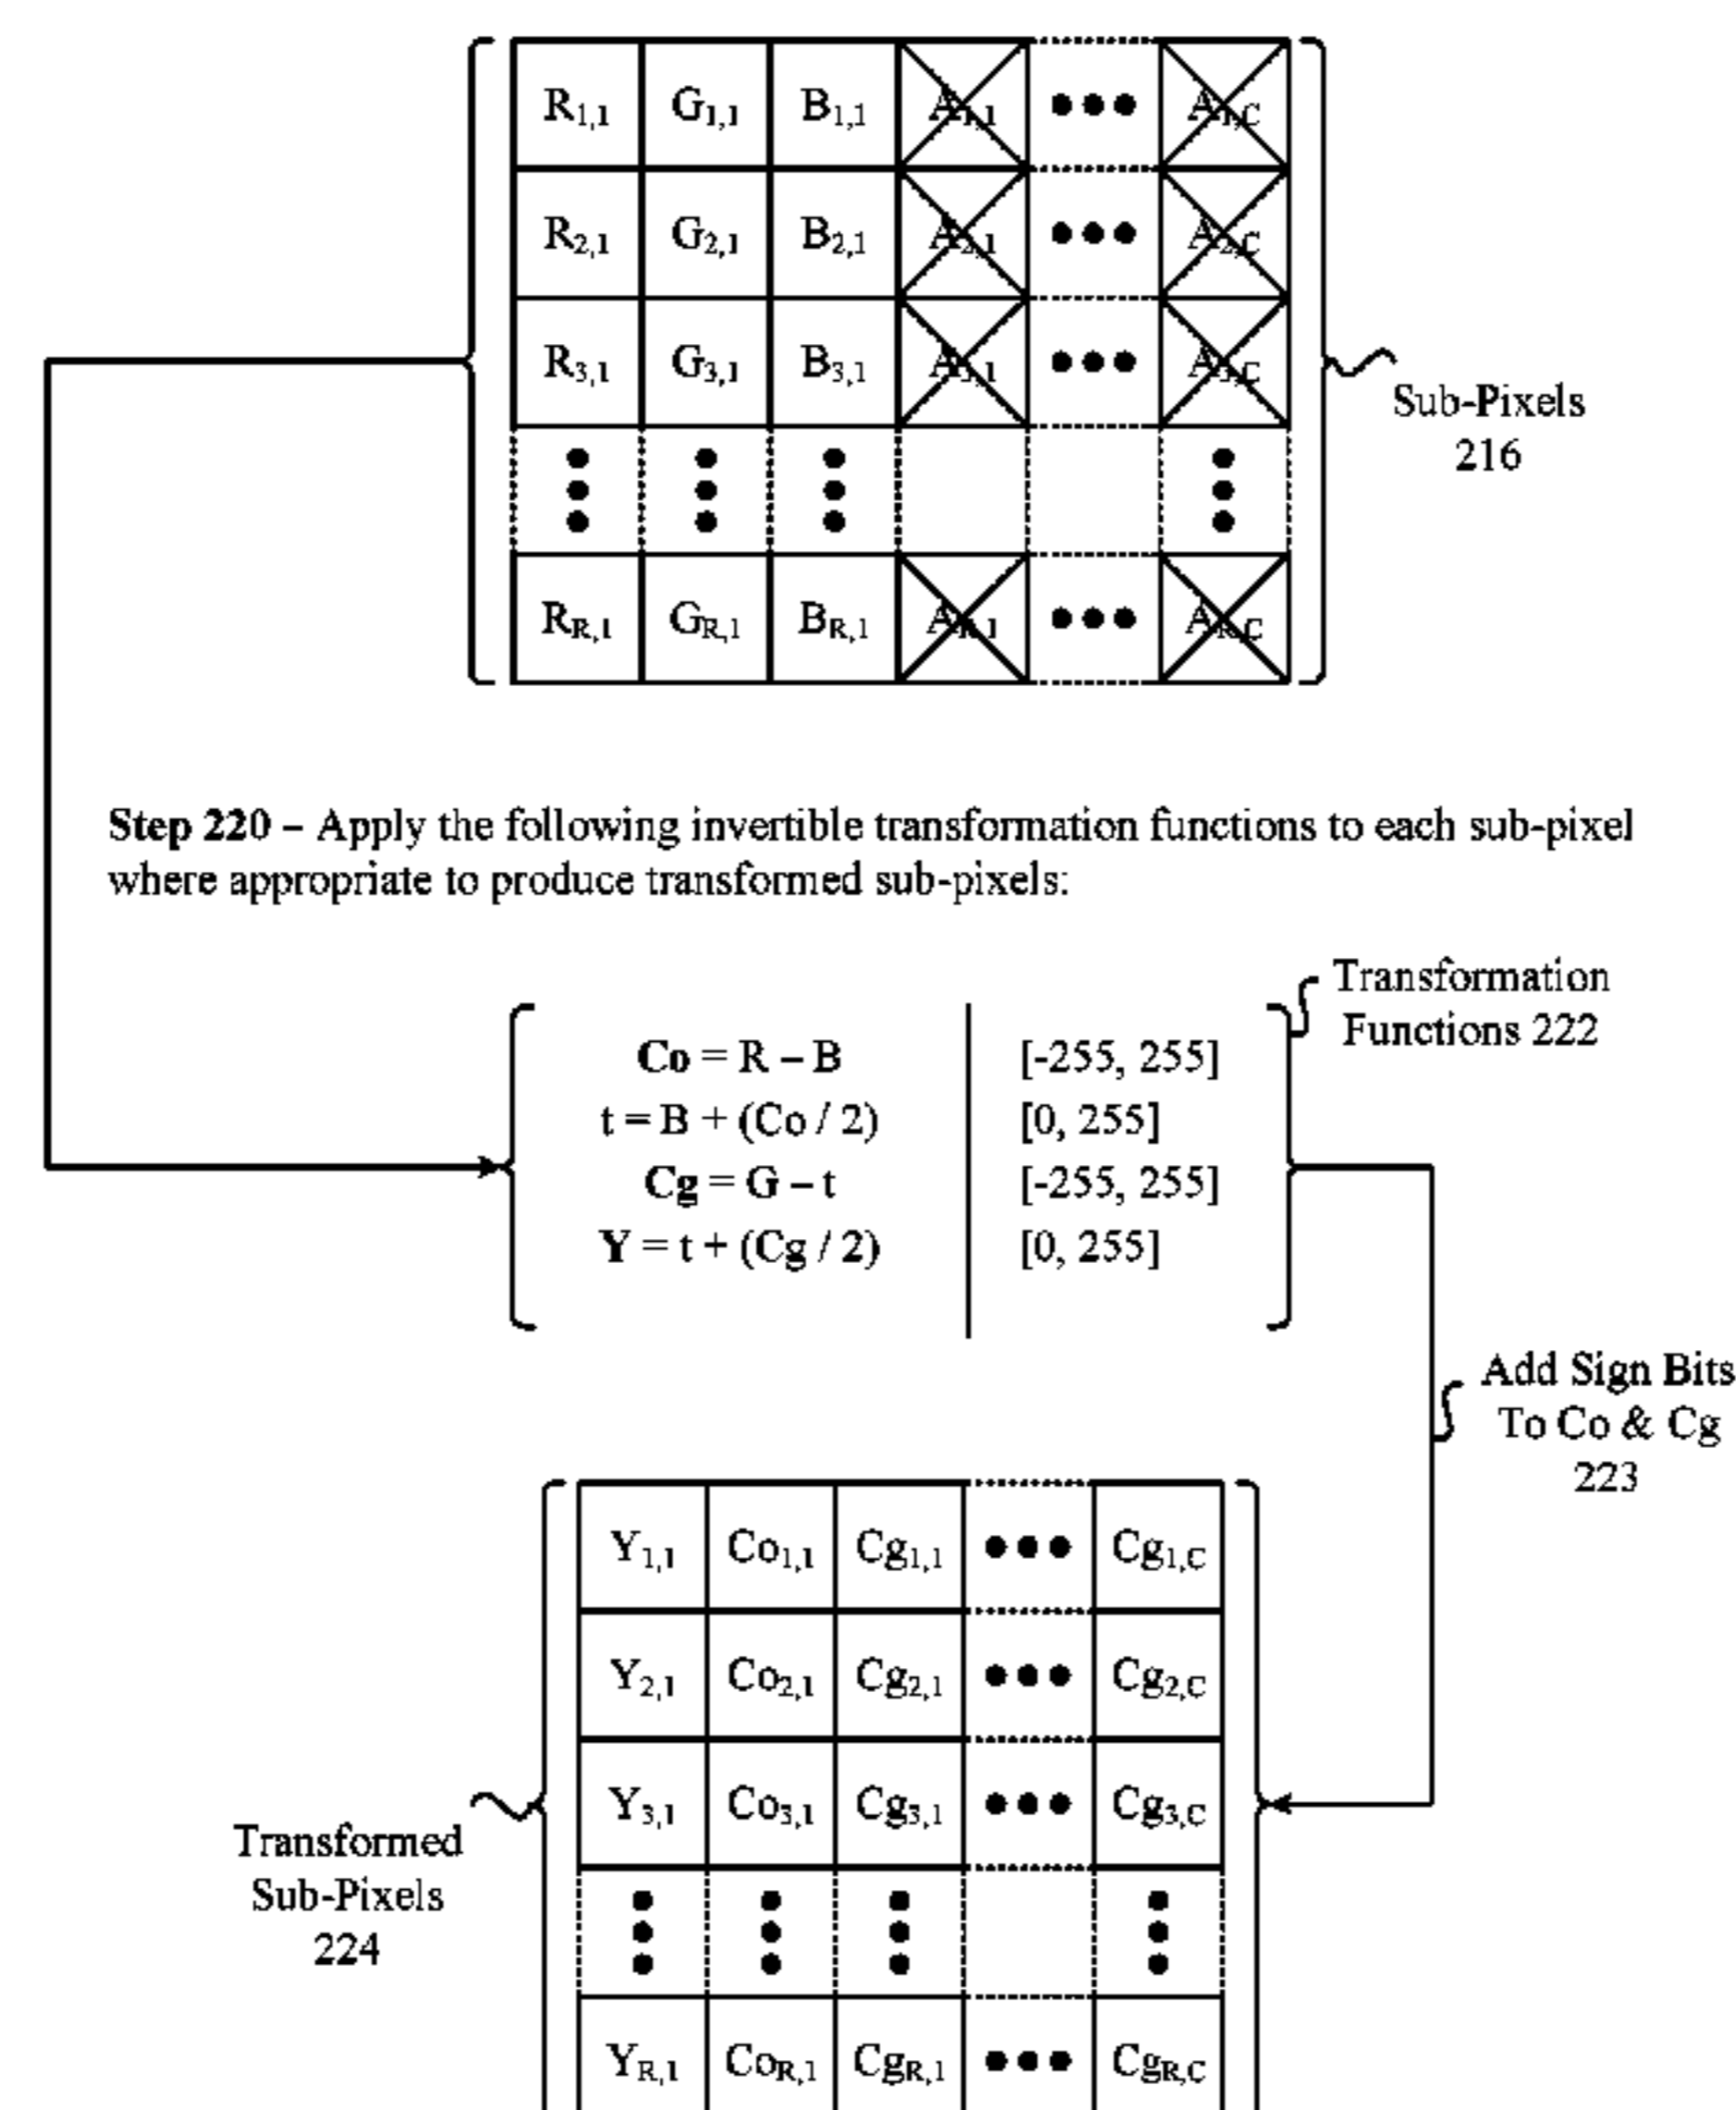 R1,1 G1,1 B1,1 A1,1 ••• A1,C
R2,1 G2,1 B2,1 A2,1 ••• A2,C
R3,1 G3,1 B3,1 A3,1 ••• A3,C
RR,1 GR,1 BR,1 AR,1 ••• AR,C
Sub-Pixels
216
Step 220 – Apply the following invertible transformation functions to each sub-pixel
where appropriate to produce transformed sub-pixels:
Transformation
Functions 222
Co = R – B [-255, 255]
t = B + (Co / 2) [0, 255]
Cg = G – t [-255, 255]
Y = t + (Cg / 2) [0, 255]
Add Sign Bits
To Co & Cg
223
Y1,1 Co1,1 Cg1,1 ••• Cg1,C
Y2,1 Co2,1 Cg2,1 ••• Cg2,C
Y3,1 Co3,1 Cg3,1 ••• Cg3,C
YR,1 CoR,1 CgR,1 ••• CgR,C
Transformed
Sub-Pixels
224